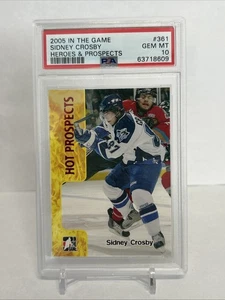 2005 IN THE GAME #361
SIDNEY CROSBY GEM MT
HEROES & PROSPECTS 10
PSA 63718609
HOT PROSPECTS
Sidney Crosby